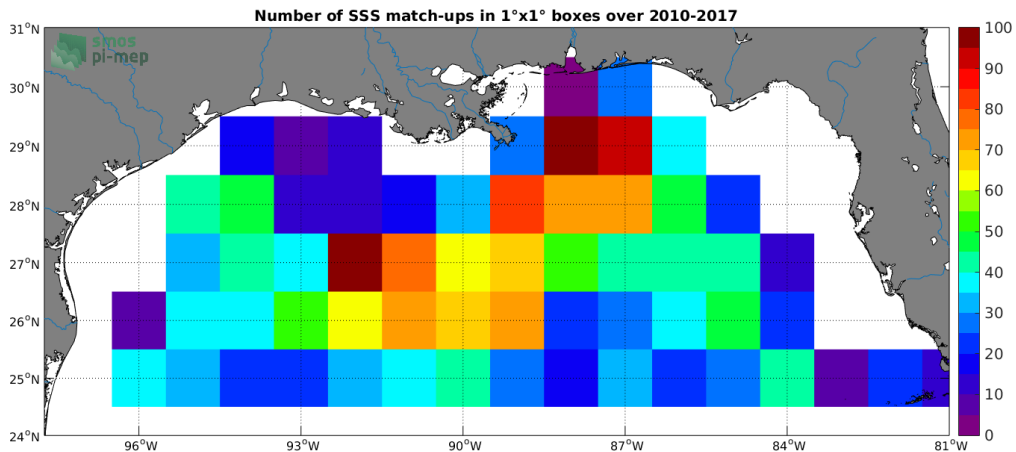 Number of SSS match-ups in 1°x1° boxes over 2010-2017
smos
pi-mep
31°N
30°N
29°N
28°N
27°N
26°N
25°N
24°N
96°W
93°W
90°W
87°W
84°W
81°W
100
90
80
70
60
50
40
30
20
10
0